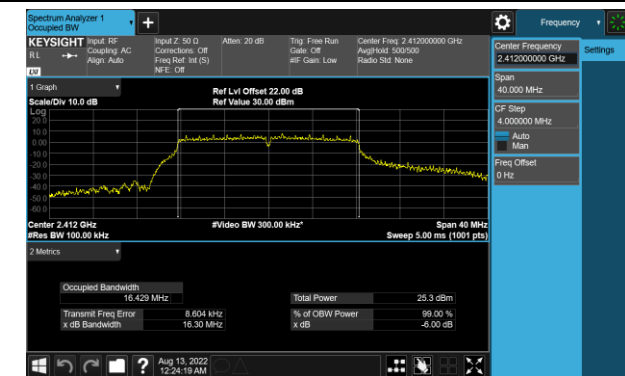 Spectrum Analyzer 1
Occupied BW
+
Frequency
KEYSIGHT
RL
Input: RF
Coupling: AC
Align: Auto
Input Z: 50 Ω
Corrections: Off
Freq Ref: Int (S)
NFE: Off
Atten: 20 dB
Trig: Free Run
Gate: Off
#IF Gain: Low
Center Freq: 2.412000000 GHz
Avg|Hold: 500/500
Radio Std: None
LXI
Center Frequency
2.412000000 GHz
Settings
Span
40.000 MHz
CF Step
4.000000 MHz
Auto
Man
Freq Offset
0 Hz
1 Graph
Scale/Div 10.0 dB
Ref Lvl Offset 22.00 dB
Ref Value 30.00 dBm
Log
20.0
10.0
0.00
-10.0
-20.0
-30.0
-40.0
-50.0
-60.0
Center 2.412 GHz
#Res BW 100.00 kHz
#Video BW 300.00 kHz*
Span 40 MHz
Sweep 5.00 ms (1001 pts)
2 Metrics
Occupied Bandwidth
16.429 MHz
Total Power 25.3 dBm
Transmit Freq Error 8.604 kHz
% of OBW Power 99.00 %
x dB Bandwidth 16.30 MHz
x dB -6.00 dB
?
Aug 13, 2022
12:24:19 AM